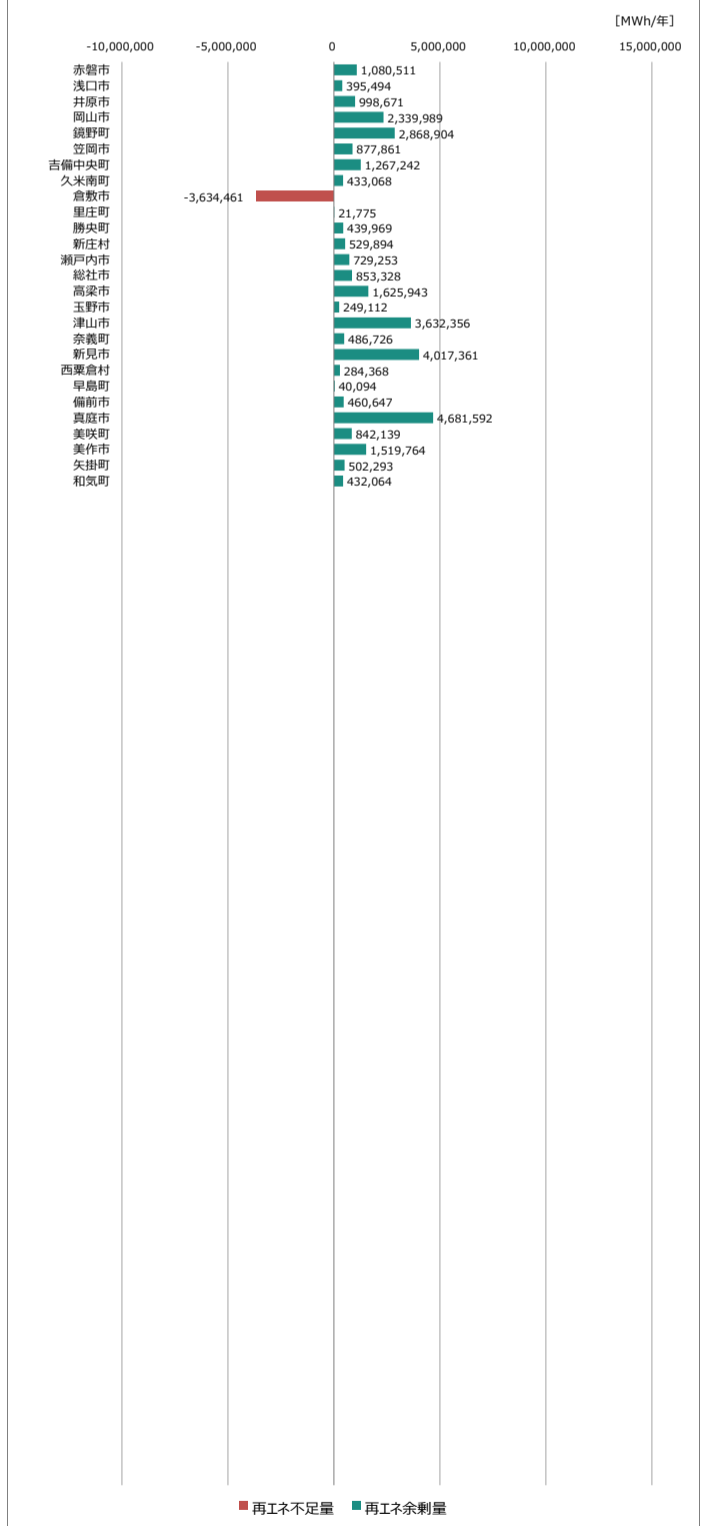 [MWh/年]
-10,000,000 -5,000,000 0 5,000,000 10,000,000 15,000,000
赤磐市 1,080,511
浅口市 395,494
井原市 998,671
岡山市 2,339,989
鏡野町 2,868,904
笠岡市 877,861
吉備中央町 1,267,242
久米南町 433,068
倉敷市 -3,634,461
里庄町 21,775
勝央町 439,969
新庄村 529,894
瀬戸内市 729,253
総社市 853,328
高梁市 1,625,943
玉野市 249,112
津山市 3,632,356
奈義町 486,726
新見市 4,017,361
西粟倉村 284,368
早島町 40,094
備前市 460,647
真庭市 4,681,592
美咲町 842,139
美作市 1,519,764
矢掛町 502,293
和気町 432,064
再エネ不足量 再エネ余剰量